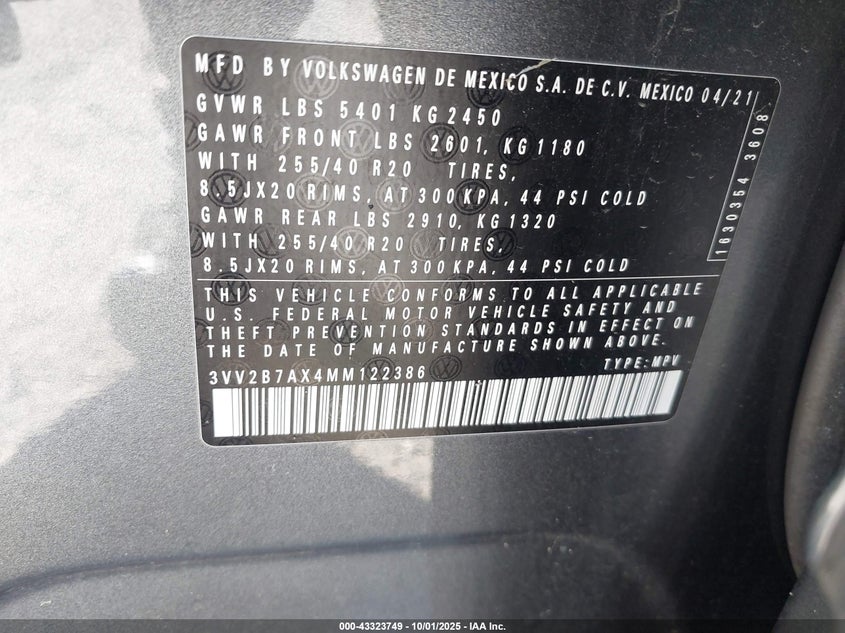 MFD BY VOLKSWAGEN DE MEXICO S.A. DE C.V. MEXICO 04/21
GVWR LBS 5401 KG 2450
GAWR FRONT LBS 2601, KG 1180
WITH 255/40 R20 TIRES,
8.5JX20 RIMS, AT 300 KPA, 44 PSI COLD
GAWR REAR LBS 2910, KG 1320
WITH 255/40 R20 TIRES,
8.5JX20 RIMS, AT 300 KPA, 44 PSI COLD
THIS VEHICLE CONFORMS TO ALL APPLICABLE
U.S. FEDERAL MOTOR VEHICLE SAFETY AND
THEFT PREVENTION STANDARDS IN EFFECT ON
THE DATE OF MANUFACTURE SHOWN ABOVE.
3VV2B7AX4MM122386 TYPE:MPV
1630354 3608
000-43323749 - 10/01/2025 - IAA Inc.